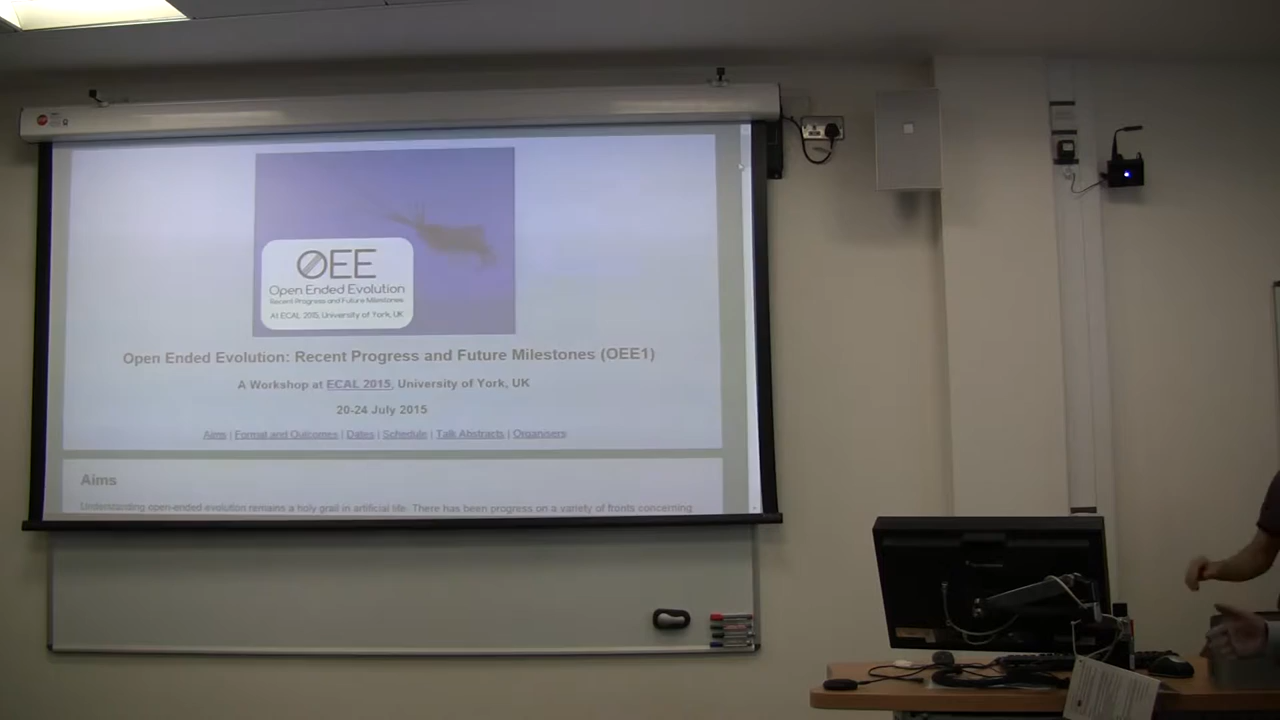 OEE
Open Ended Evolution
Recent Progress and Future Milestones
At ECAL 2015, University of York, UK
Open Ended Evolution: Recent Progress and Future Milestones (OEE1)
A Workshop at ECAL 2015, University of York, UK
20-24 July 2015
Aims | Format and Outcomes | Dates | Schedule | Talk Abstracts | Organisers
Aims
Understanding open-ended evolution remains a holy grail in artificial life. There has been progress on a variety of fronts concerning